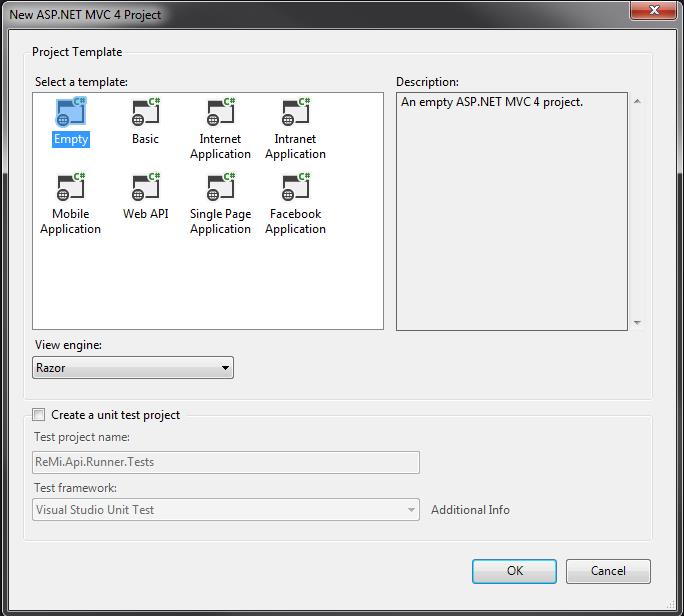 New ASP.NET MVC 4 Project
Project Template
Select a template:
Description:
C# C# C# C#
An empty ASP.NET MVC 4 project.
Empty
Basic
Internet Application
Intranet Application
C# C# C# C#
Mobile Application
Web API
Single Page Application
Facebook Application
View engine:
Razor
Create a unit test project
Test project name:
ReMi.Api.Runner.Tests
Test framework:
Visual Studio Unit Test
Additional Info
OK
Cancel